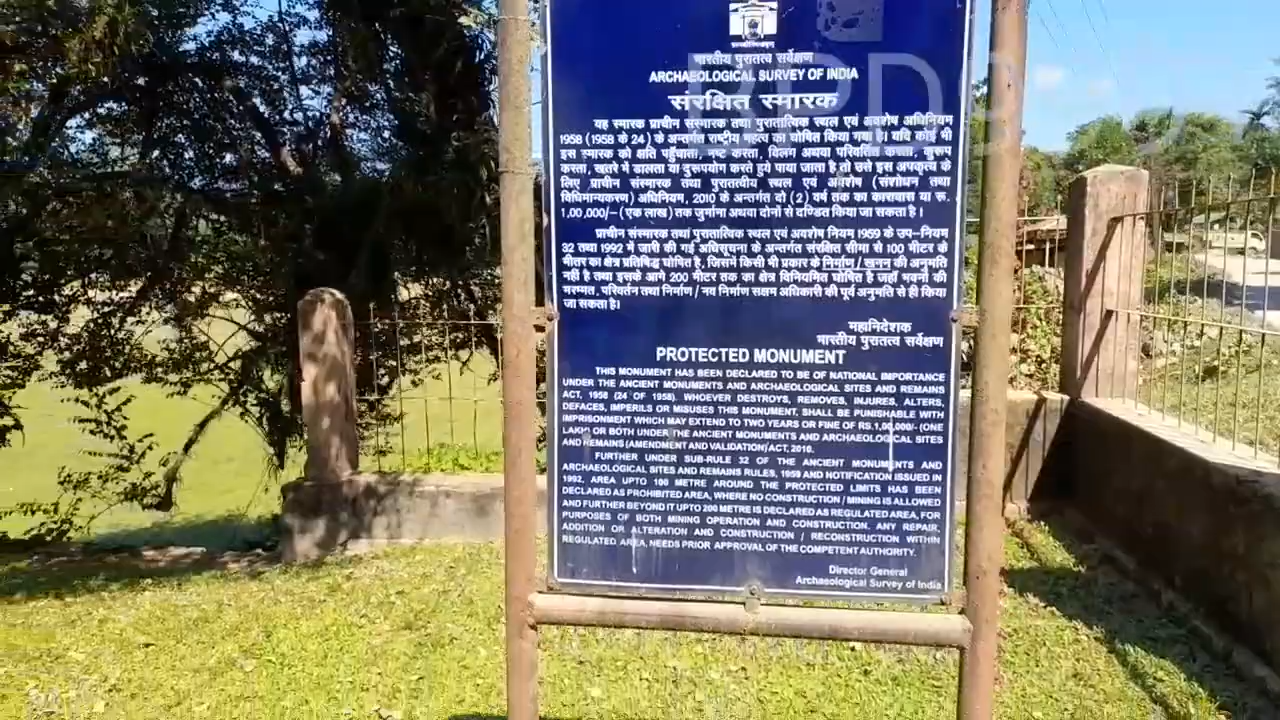 भारतीय पुरातत्व सर्वेक्षण
ARCHAEOLOGICAL SURVEY OF INDIA
संरक्षित स्मारक
यह स्मारक प्राचीन संस्मारक तथा पुरातात्विक स्थल एवं अवशेष अधिनियम
1958 (1958 के 24) के अन्तर्गत राष्ट्रीय महत्व का घोषित किया गया है। यदि कोई भी
इस स्मारक को क्षति पहुँचाता, नष्ट करता, विलग अथवा परिवर्तित करता, कुरूप
करता, खतरे में डालता या दुरूपयोग करते हुये पाया जाता है तो उसे इस अपकृत्य के
लिए प्राचीन संस्मारक तथा पुरातत्वीय स्थल एवं अवशेष (संशोधन तथा
विधिमान्यकरण) अधिनियम, 2010 के अन्तर्गत दो (2) वर्ष तक का कारावास या रू.
1,00,000/– (एक लाख) तक जुर्माना अथवा दोनों से दण्डित किया जा सकता है।
प्राचीन संस्मारक तथा पुरातात्विक स्थल एवं अवशेष नियम 1959 के उप–नियम
32 तथा 1992 में जारी की गई अधिसूचना के अन्तर्गत संरक्षित सीमा से 100 मीटर के
भीतर का क्षेत्र प्रतिषिद्ध घोषित है, जिसमें किसी भी प्रकार के निर्माण / खनन की अनुमति
नहीं है तथा इसके आगे 200 मीटर तक का क्षेत्र विनियमित घोषित है जहाँ भवनों की
मरम्मत, परिवर्तन तथा निर्माण / नव निर्माण सक्षम अधिकारी की पूर्व अनुमति से ही किया
जा सकता है।
महानिदेशक
भारतीय पुरातत्व सर्वेक्षण
PROTECTED MONUMENT
THIS MONUMENT HAS BEEN DECLARED TO BE OF NATIONAL IMPORTANCE
UNDER THE ANCIENT MONUMENTS AND ARCHAEOLOGICAL SITES AND REMAINS
ACT, 1958 (24 OF 1958). WHOEVER DESTROYS, REMOVES, INJURES, ALTERS,
DEFACES, IMPERILS OR MISUSES THIS MONUMENT, SHALL BE PUNISHABLE WITH
IMPRISONMENT WHICH MAY EXTEND TO TWO YEARS OR FINE OF RS.1,00,000/- (ONE
LAKH) OR BOTH UNDER THE ANCIENT MONUMENTS AND ARCHAEOLOGICAL SITES
AND REMAINS (AMENDMENT AND VALIDATION) ACT, 2010.
FURTHER UNDER SUB-RULE 32 OF THE ANCIENT MONUMENTS AND
ARCHAEOLOGICAL SITES AND REMAINS RULES, 1959 AND NOTIFICATION ISSUED IN
1992, AREA UPTO 100 METRE AROUND THE PROTECTED LIMITS HAS BEEN
DECLARED AS PROHIBITED AREA, WHERE NO CONSTRUCTION / MINING IS ALLOWED
AND FURTHER BEYOND IT UPTO 200 METRE IS DECLARED AS REGULATED AREA, FOR
PURPOSES OF BOTH MINING OPERATION AND CONSTRUCTION. ANY REPAIR,
ADDITION OR ALTERATION AND CONSTRUCTION / RECONSTRUCTION WITHIN
REGULATED AREA, NEEDS PRIOR APPROVAL OF THE COMPETENT AUTHORITY.
Director General
Archaeological Survey of India